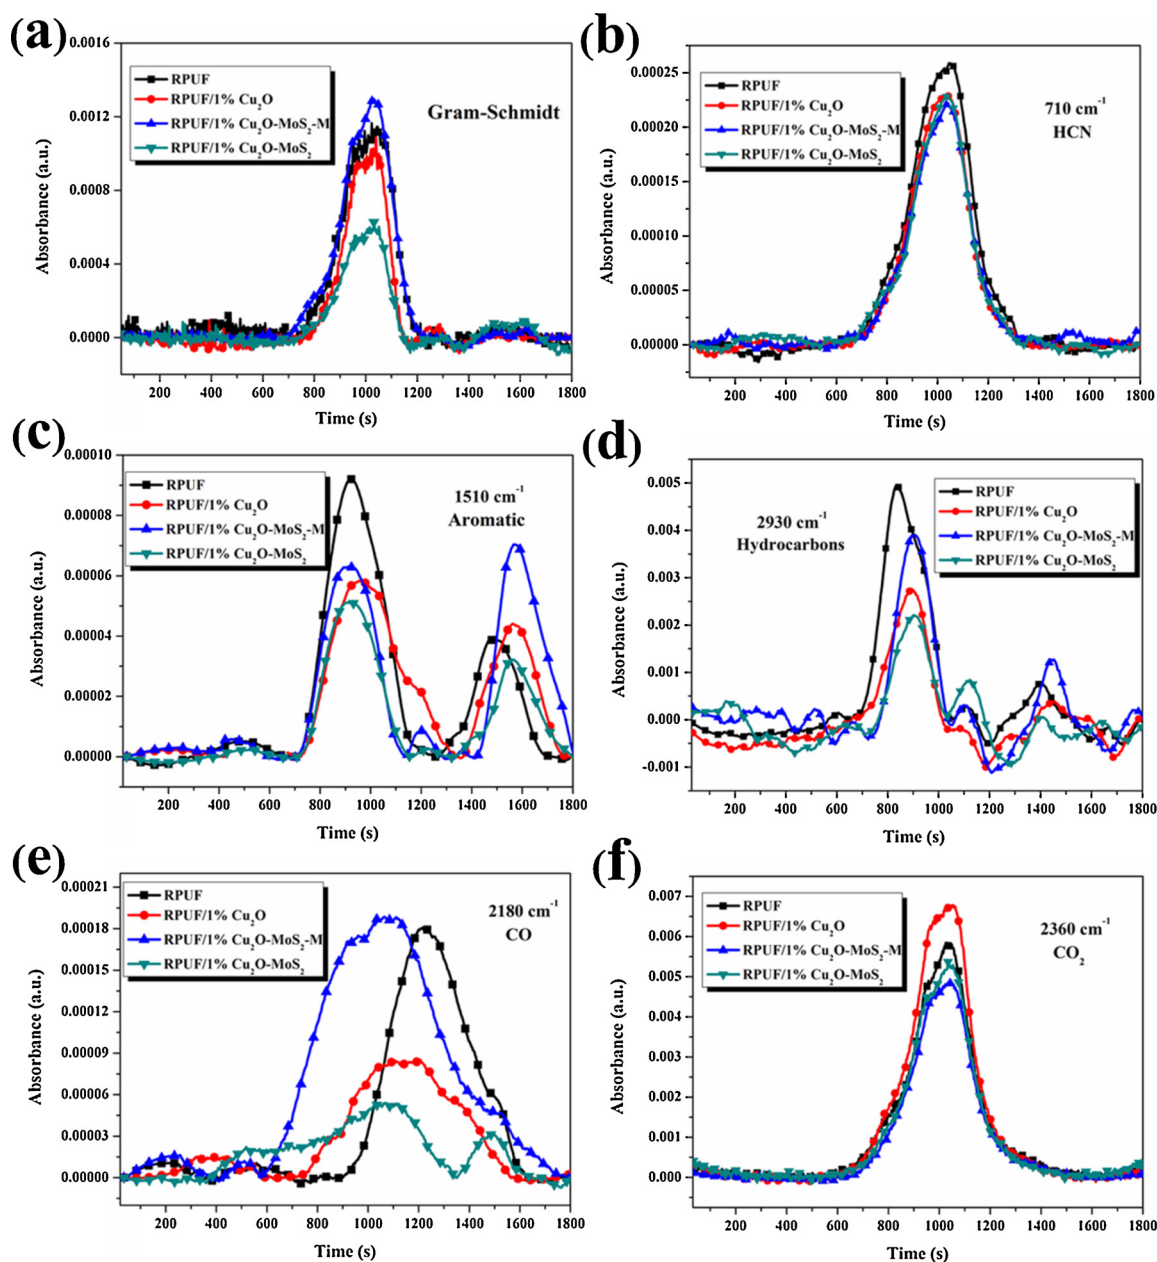 (a)
0.0016
0.0012
0.0008
0.0004
0.0000
Absorbance (a.u.)
RPUF
RPUF/1% Cu₂O
RPUF/1% Cu₂O-MoS₂-M
RPUF/1% Cu₂O-MoS₂
Gram-Schmidt
200 400 600 800 1000 1200 1400 1600 1800
Time (s)
(b)
0.00025
0.00020
0.00015
0.00010
0.00005
0.00000
Absorbance (a.u.)
RPUF
RPUF/1% Cu₂O
RPUF/1% Cu₂O-MoS₂-M
RPUF/1% Cu₂O-MoS₂
710 cm⁻¹
HCN
200 400 600 800 1000 1200 1400 1600 1800
Time (s)
(c)
0.00010
0.00008
0.00006
0.00004
0.00002
0.00000
Absorbance (a.u.)
RPUF
RPUF/1% Cu₂O
RPUF/1% Cu₂O-MoS₂-M
RPUF/1% Cu₂O-MoS₂
1510 cm⁻¹
Aromatic
200 400 600 800 1000 1200 1400 1600 1800
Time (s)
(d)
0.005
0.004
0.003
0.002
0.001
0.000
-0.001
Absorbance (a.u.)
2930 cm⁻¹
Hydrocarbons
RPUF
RPUF/1% Cu₂O
RPUF/1% Cu₂O-MoS₂-M
RPUF/1% Cu₂O-MoS₂
200 400 600 800 1000 1200 1400 1600 1800
Time (s)
(e)
0.00021
0.00018
0.00015
0.00012
0.00009
0.00006
0.00003
0.00000
Absorbance (a.u.)
RPUF
RPUF/1% Cu₂O
RPUF/1% Cu₂O-MoS₂-M
RPUF/1% Cu₂O-MoS₂
2180 cm⁻¹
CO
200 400 600 800 1000 1200 1400 1600 1800
Time (s)
(f)
0.007
0.006
0.005
0.004
0.003
0.002
0.001
0.000
Absorbance (a.u.)
RPUF
RPUF/1% Cu₂O
RPUF/1% Cu₂O-MoS₂-M
RPUF/1% Cu₂O-MoS₂
2360 cm⁻¹
CO₂
200 400 600 800 1000 1200 1400 1600 1800
Time (s)